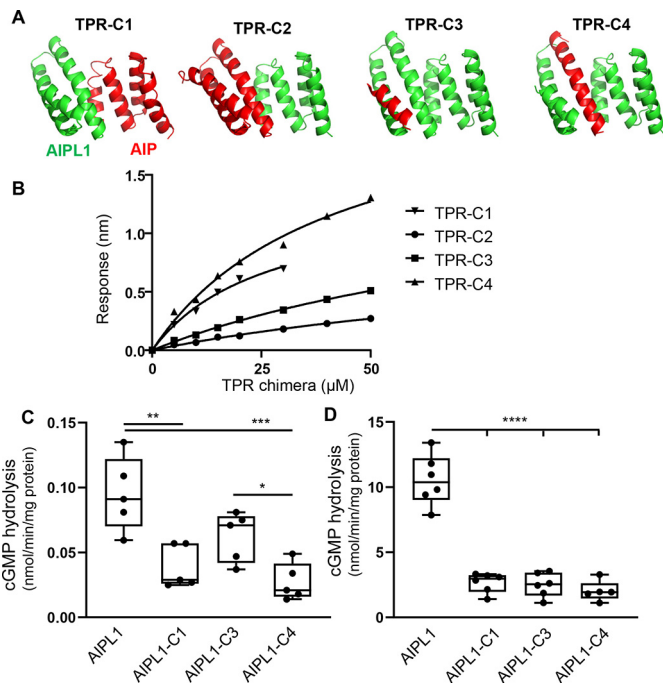 A
TPR-C1
TPR-C2
TPR-C3
TPR-C4
AIPL1
AIP
B
Response (nm)
1.5
1.0
0.5
0.0
0
25
50
TPR chimera (µM)
TPR-C1
TPR-C2
TPR-C3
TPR-C4
C
cGMP hydrolysis
(nmol/min/mg protein)
0.15
0.10
0.05
0.00
**
***
*
AIPL1
AIPL1-C1
AIPL1-C3
AIPL1-C4
D
cGMP hydrolysis
(nmol/min/mg protein)
15
10
5
0
****
AIPL1
AIPL1-C1
AIPL1-C3
AIPL1-C4